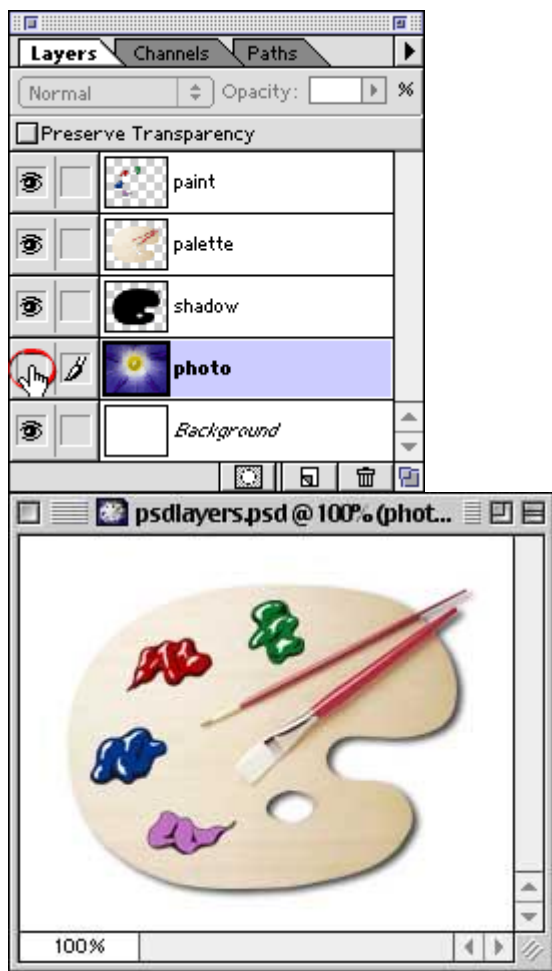 Layers Channels Paths
Normal Opacity: %
Preserve Transparency
paint
palette
shadow
photo
Background
psdlayers.psd @ 100% (phot...
100%